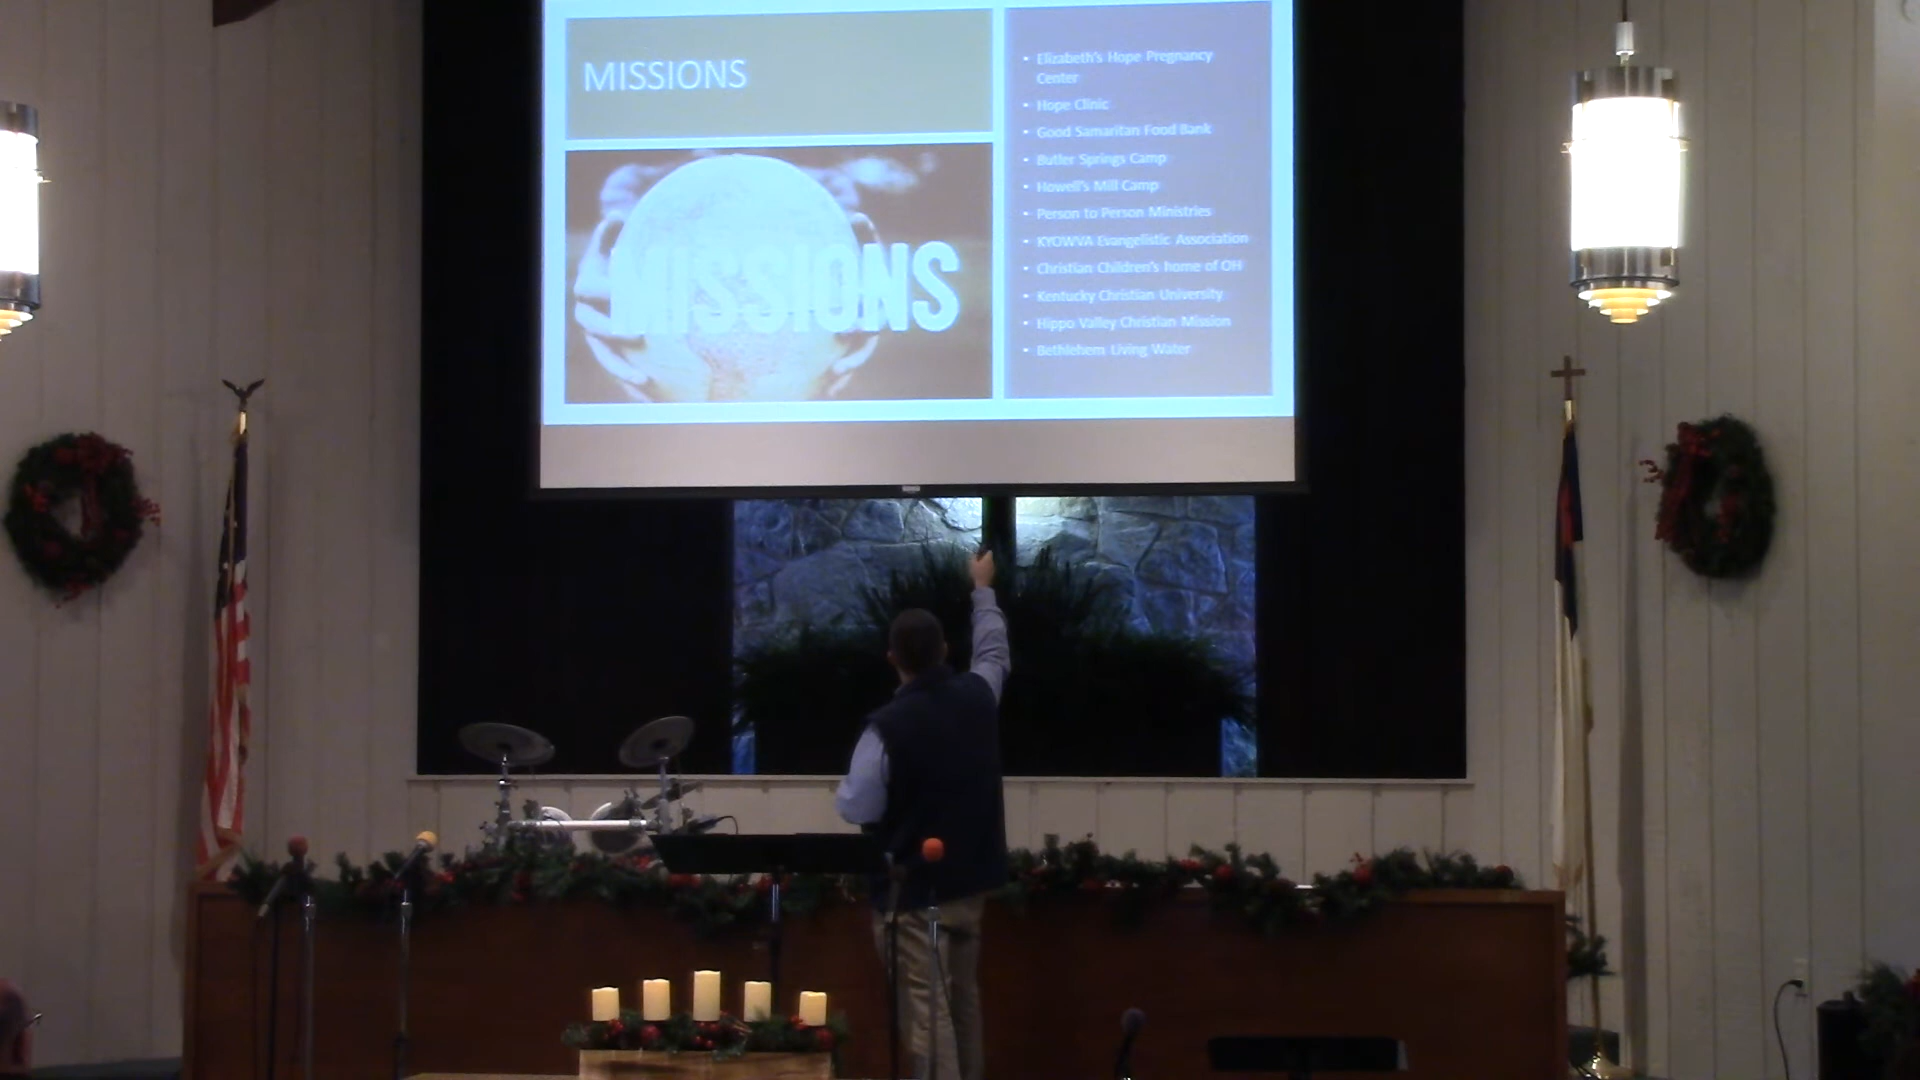 MISSIONS
MISSIONS
• Elizabeth's Hope Pregnancy
Center
• Hope Clinic
• Good Samaritan Food Bank
• Butler Springs Camp
• Howell's Mill Camp
• Person to Person Ministries
• KYOWVA Evangelistic Association
• Christian Children's home of OH
• Kentucky Christian University
• Hippo Valley Christian Mission
• Bethlehem Living Water